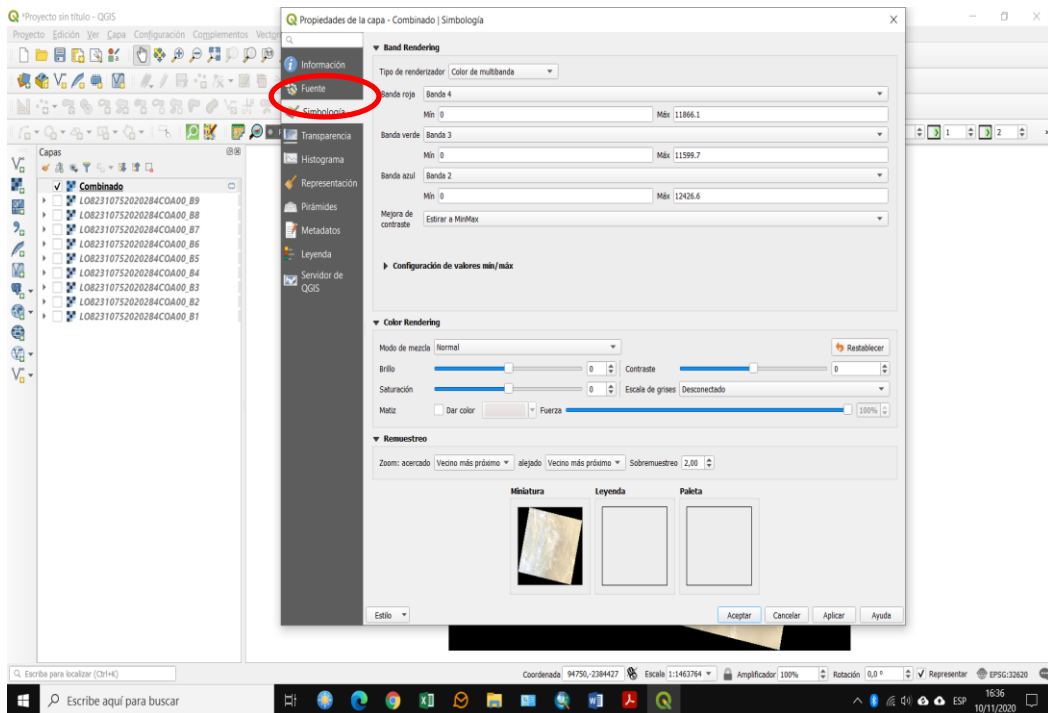 *Proyecto sin título - QGIS
Proyecto Edición Ver Capa Configuración Complementos Vector
Capas
Combinado
LO82310752020284COA00_B9
LO82310752020284COA00_B8
LO82310752020284COA00_B7
LO82310752020284COA00_B6
LO82310752020284COA00_B5
LO82310752020284COA00_B4
LO82310752020284COA00_B3
LO82310752020284COA00_B2
LO82310752020284COA00_B1
Propiedades de la capa - Combinado | Simbología
Información
Fuente
Simbología
Transparencia
Histograma
Representación
Pirámides
Metadatos
Leyenda
Servidor de
QGIS
Band Rendering
Tipo de renderizador Color de multibanda
Banda roja Banda 4
Mín 0 Máx 11866.1
Banda verde Banda 3
Mín 0 Máx 11599.7
Banda azul Banda 2
Mín 0 Máx 12426.6
Mejora de
contraste Estirar a MinMax
Configuración de valores mín/máx
Color Rendering
Modo de mezcla Normal Restablecer
Brillo 0 Contraste 0
Saturación 0 Escala de grises Desconectado
Matiz Dar color Fuerza 100%
Remuestreo
Zoom: acercado Vecino más próximo alejado Vecino más próximo Sobremuestreo 2,00
Miniatura Leyenda Paleta
Estilo Aceptar Cancelar Aplicar Ayuda
1 2
Escriba para localizar (Ctrl+K) Coordenada 94750,-2384427 Escala 1:1463764 Amplificador 100% Rotación 0,0 ° Representar EPSG:32620
Escribe aquí para buscar ESP 16:36
10/11/2020